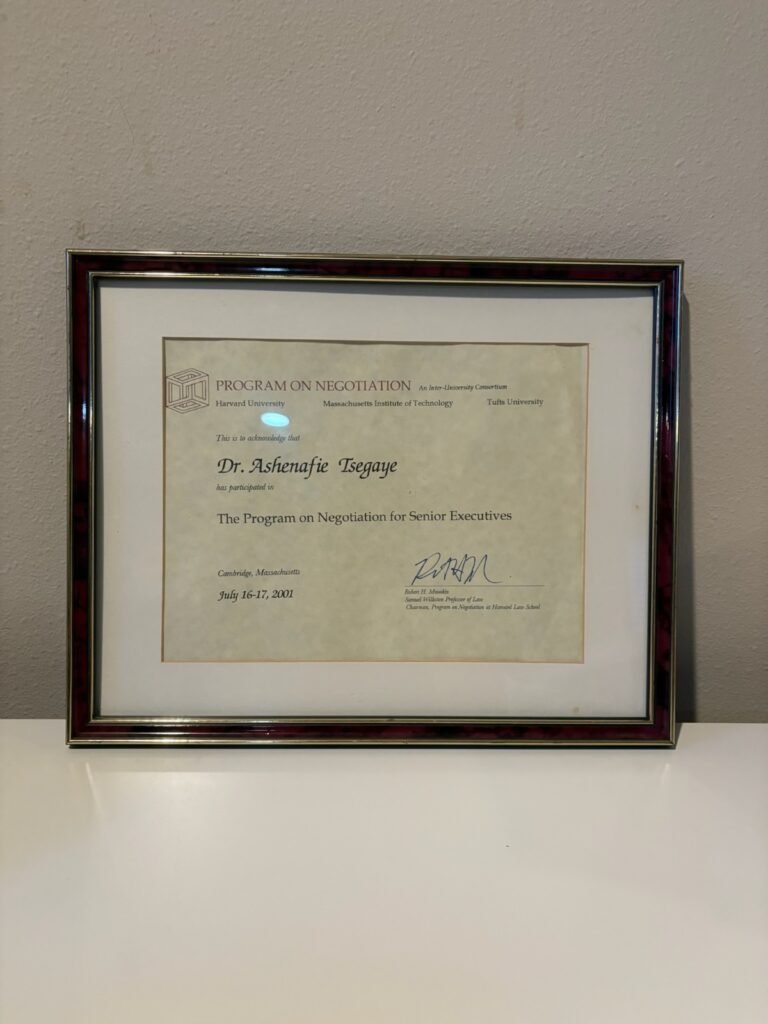 PROGRAM ON NEGOTIATION An Inter-University Consortium
Harvard University Massachusetts Institute of Technology Tufts University
This is to acknowledge that
Dr. Ashenafie Tsegaye
has participated in
The Program on Negotiation for Senior Executives
Cambridge, Massachusetts
July 16-17, 2001
Robert H. Mnookin
Samuel Williston Professor of Law
Chairman, Program on Negotiation at Harvard Law School